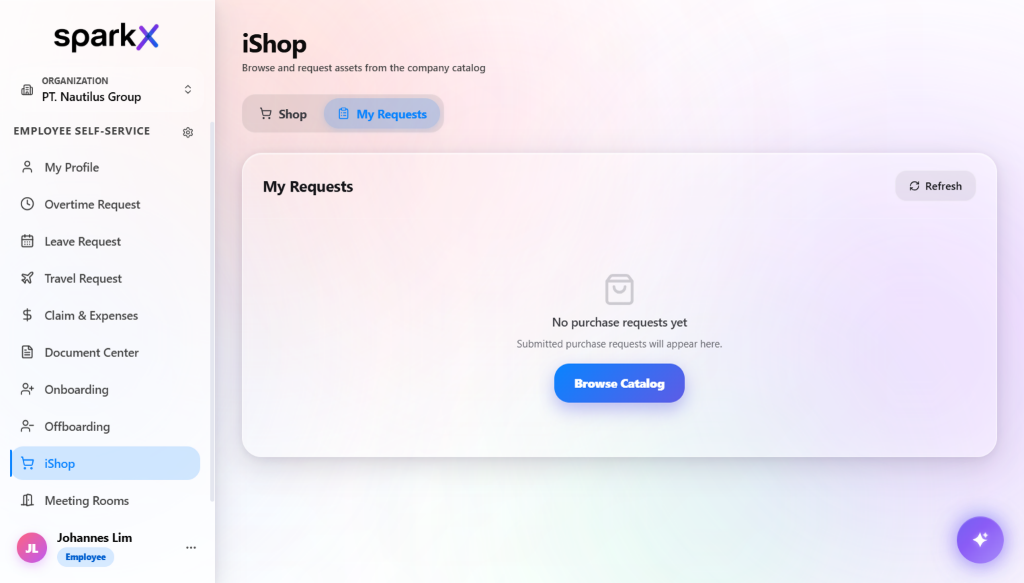 sparkX
ORGANIZATION
PT. Nautilus Group
EMPLOYEE SELF-SERVICE
My Profile
Overtime Request
Leave Request
Travel Request
Claim & Expenses
Document Center
Onboarding
Offboarding
iShop
Meeting Rooms
JL
Johannes Lim
Employee
iShop
Browse and request assets from the company catalog
Shop
My Requests
My Requests
Refresh
No purchase requests yet
Submitted purchase requests will appear here.
Browse Catalog